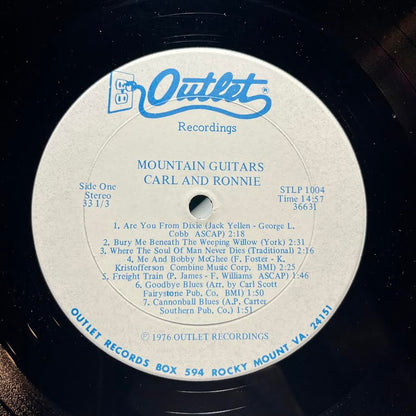 Outlet®
Recordings
MOUNTAIN GUITARS
CARL AND RONNIE
Side One
Stereo
33 1/3
STLP 1004
Time 14:57
36631
1. Are You From Dixie (Jack Yellen - George L.
Cobb ASCAP) 2:18
2. Bury Me Beneath The Weeping Willow (York) 2:31
3. Where The Soul Of Man Never Dies (Traditional) 2:16
4. Me And Bobby McGhee (F. Foster - K.
Kristofferson Combine Music Corp. BMI) 2:25
5. Freight Train (P. James - F. Williams ASCAP) 1:46
6. Goodbye Blues (Arr. by Carl Scott
Fairystone Pub. Co. BMI) 1:50
7. Cannonball Blues (A.P. Carter
Southern Pub. Co.) 1:51
Ⓟ 1976 OUTLET RECORDINGS
OUTLET RECORDS BOX 594 ROCKY MOUNT VA. 24151